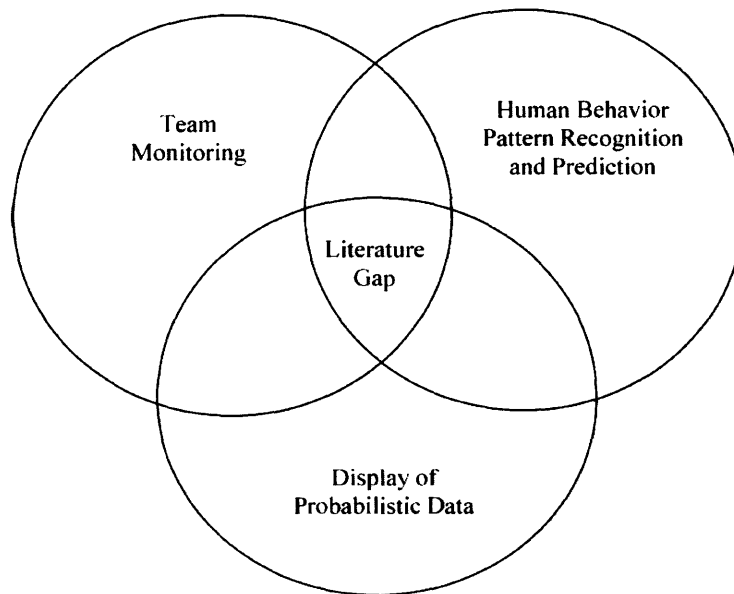 Team
Monitoring
Human Behavior
Pattern Recognition
and Prediction
Literature
Gap
Display of
Probabilistic Data